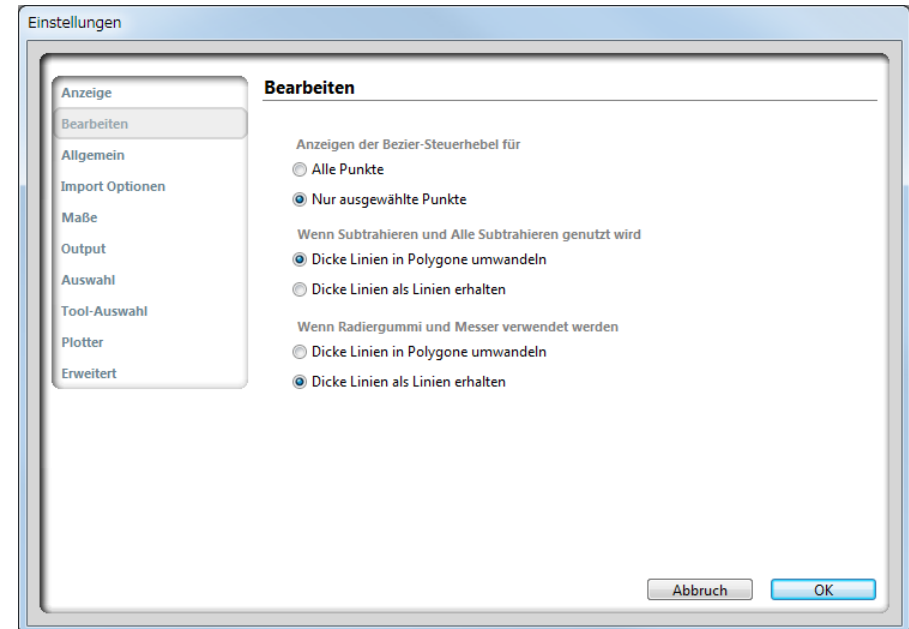 Einstellungen
Anzeige
Bearbeiten
Allgemein
Import Optionen
Maße
Output
Auswahl
Tool-Auswahl
Plotter
Erweitert
Bearbeiten
Anzeigen der Bezier-Steuerhebel für
Alle Punkte
Nur ausgewählte Punkte
Wenn Subtrahieren und Alle Subtrahieren genutzt wird
Dicke Linien in Polygone umwandeln
Dicke Linien als Linien erhalten
Wenn Radiergummi und Messer verwendet werden
Dicke Linien in Polygone umwandeln
Dicke Linien als Linien erhalten
Abbruch
OK